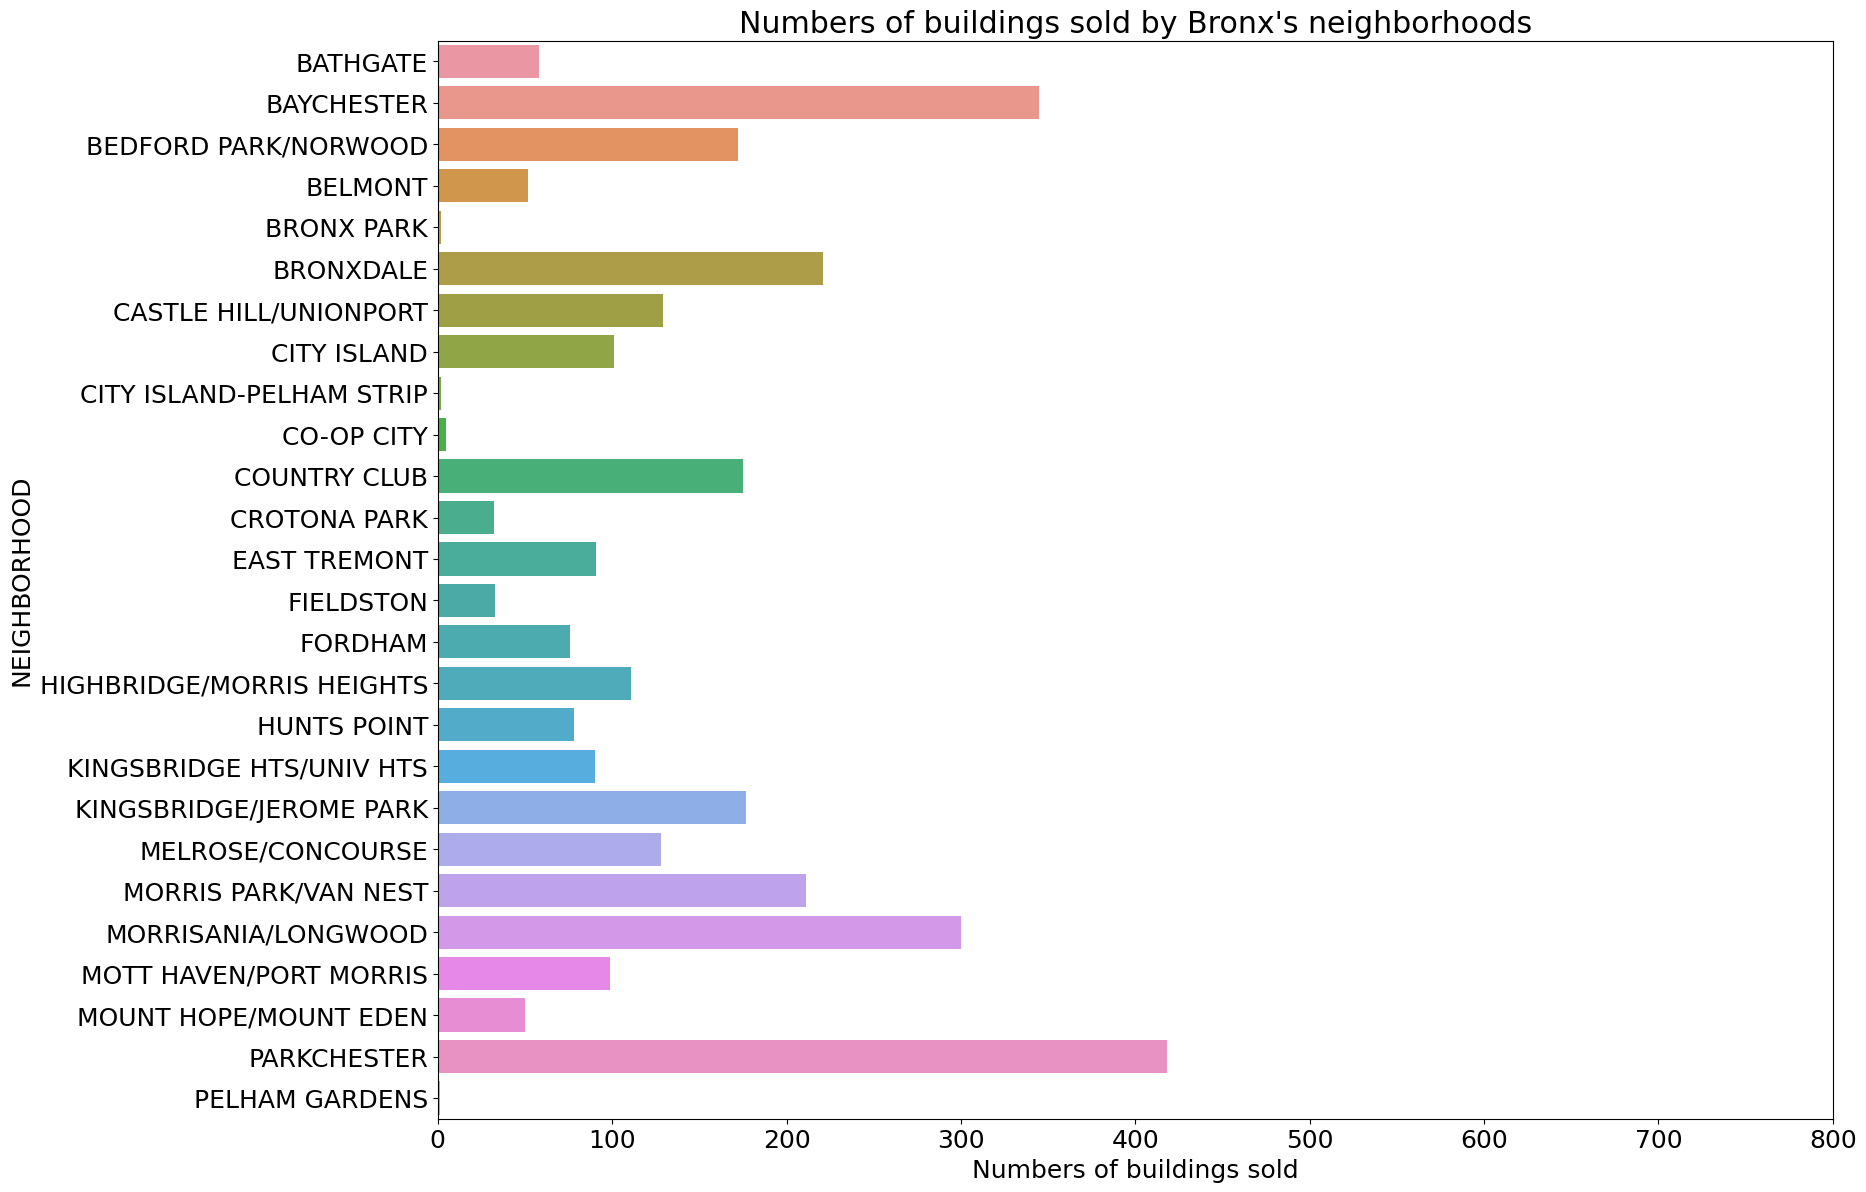 Numbers of buildings sold by Bronx's neighborhoods
NEIGHBORHOOD
BATHGATE
BAYCHESTER
BEDFORD PARK/NORWOOD
BELMONT
BRONX PARK
BRONXDALE
CASTLE HILL/UNIONPORT
CITY ISLAND
CITY ISLAND-PELHAM STRIP
CO-OP CITY
COUNTRY CLUB
CROTONA PARK
EAST TREMONT
FIELDSTON
FORDHAM
HIGHBRIDGE/MORRIS HEIGHTS
HUNTS POINT
KINGSBRIDGE HTS/UNIV HTS
KINGSBRIDGE/JEROME PARK
MELROSE/CONCOURSE
MORRIS PARK/VAN NEST
MORRISANIA/LONGWOOD
MOTT HAVEN/PORT MORRIS
MOUNT HOPE/MOUNT EDEN
PARKCHESTER
PELHAM GARDENS
0 100 200 300 400 500 600 700 800
Numbers of buildings sold